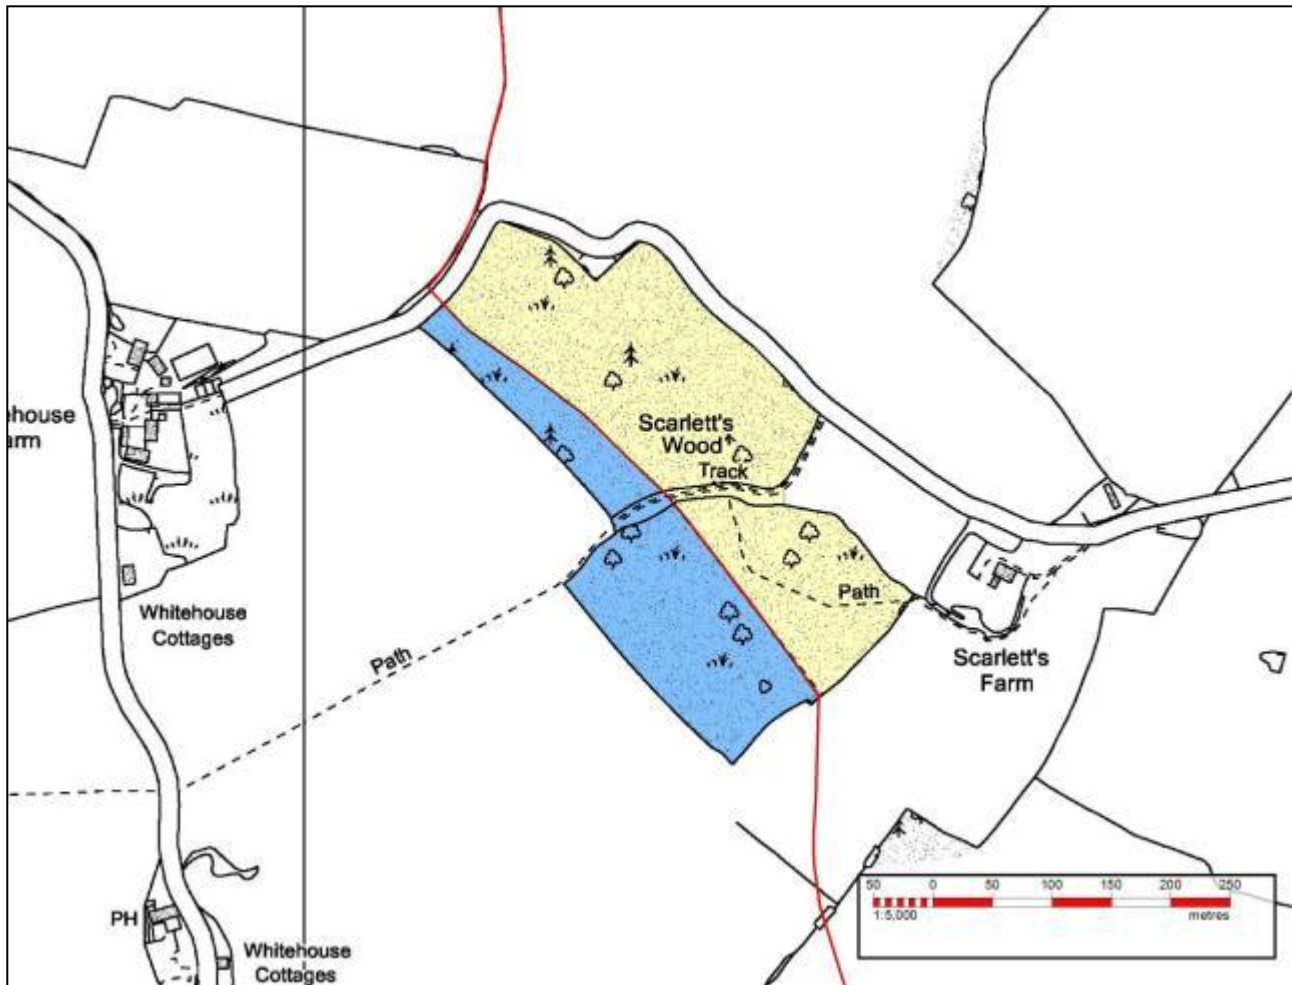 Scarlett's
Wood
Track
ehouse
arm
Path
Whitehouse
Cottages
Path
Scarlett's
Farm
PH
Whitehouse
Cottages
50 0 50 100 150 200 250
1:5,000 metres